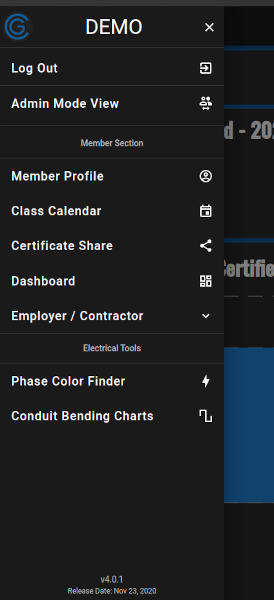 DEMO
Log Out
Admin Mode View
Member Section
Member Profile
Class Calendar
Certificate Share
Dashboard
Employer / Contractor
Electrical Tools
Phase Color Finder
Conduit Bending Charts
v4.0.1
Release Date: Nov 23, 2020